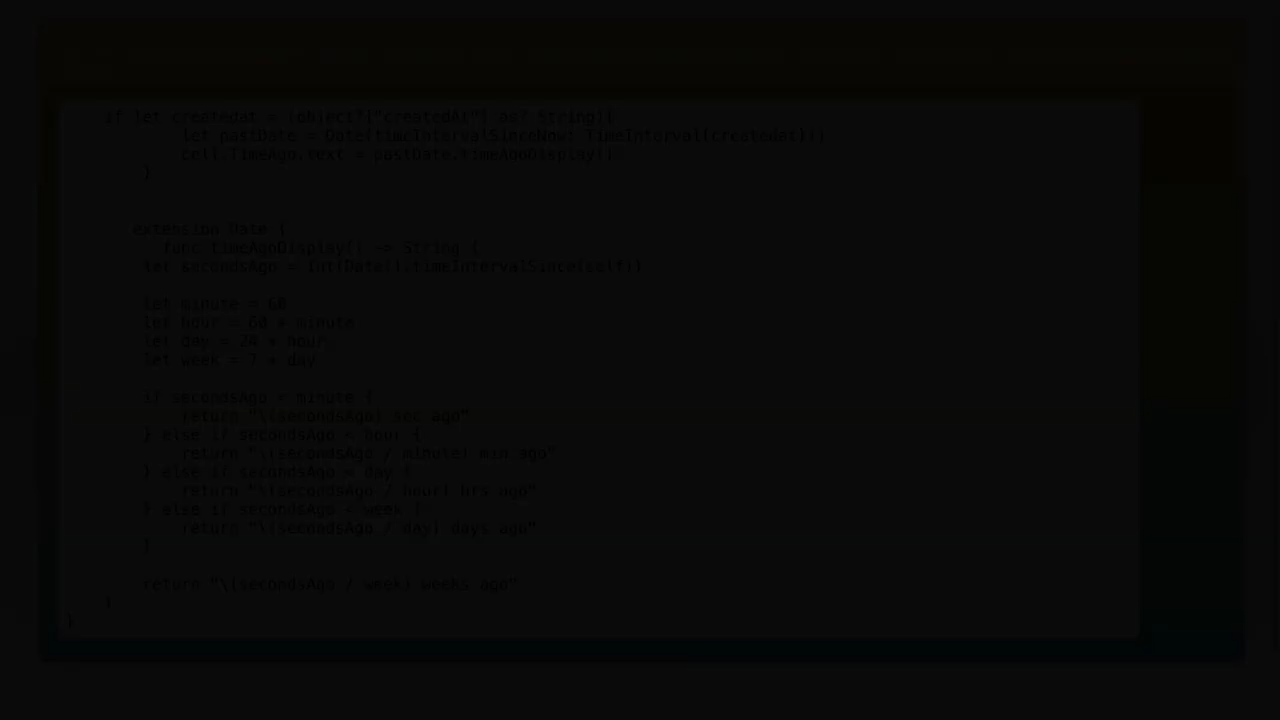 if let createdat = (object?["createdAt"] as? String){
let pastDate = Date(timeIntervalSinceNow: TimeInterval(createdat)!)
cell.TimeAgo.text = pastDate.timeAgoDisplay()
}
extension Date {
func timeAgoDisplay() -> String {
let secondsAgo = Int(Date().timeIntervalSince(self))
let minute = 60
let hour = 60 * minute
let day = 24 * hour
let week = 7 * day
if secondsAgo < minute {
return "\(secondsAgo) sec ago"
} else if secondsAgo < hour {
return "\(secondsAgo / minute) min ago"
} else if secondsAgo < day {
return "\(secondsAgo / hour) hrs ago"
} else if secondsAgo < week {
return "\(secondsAgo / day) days ago"
}
return "\(secondsAgo / week) weeks ago"
}
}